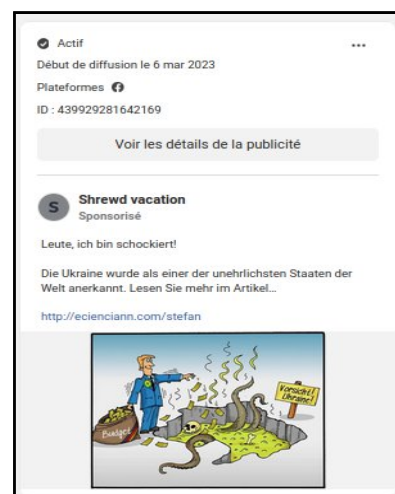 Actif
...
Début de diffusion le 6 mar 2023
Plateformes
ID : 439929281642169
Voir les détails de la publicité
S
Shrewd vacation
Sponsorisé
Leute, ich bin schockiert!
Die Ukraine wurde als einer der unehrlichsten Staaten der
Welt anerkannt. Lesen Sie mehr im Artikel...
http://ecienciann.com/stefan
Vorsicht!
Ukraine!
Budget